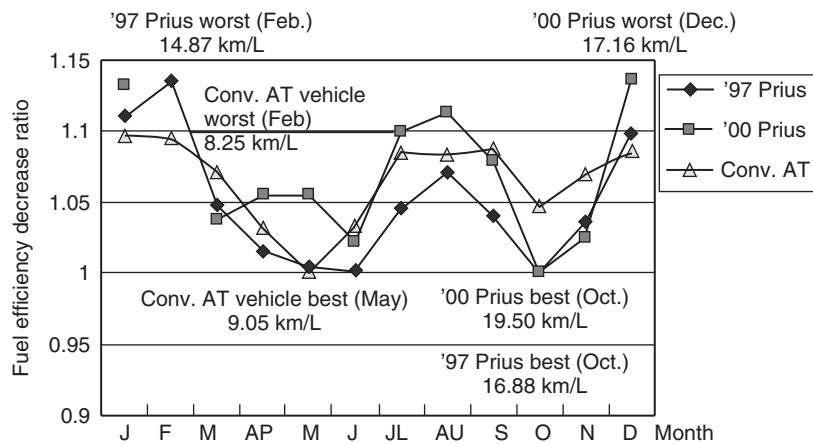 '97 Prius worst (Feb.)
14.87 km/L
'00 Prius worst (Dec.)
17.16 km/L
Fuel efficiency decrease ratio
1.15
1.10
1.05
1
0.95
0.9
Conv. AT vehicle
worst (Feb)
8.25 km/L
'97 Prius
'00 Prius
Conv. AT
Conv. AT vehicle best (May)
9.05 km/L
'00 Prius best (Oct.)
19.50 km/L
'97 Prius best (Oct.)
16.88 km/L
J F M AP M J JL AU S O N D Month